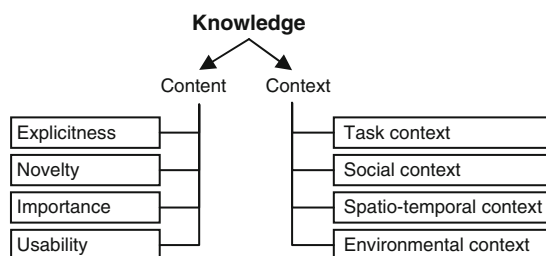 Knowledge
Content
Context
Explicitness
Novelty
Importance
Usability
Task context
Social context
Spatio-temporal context
Environmental context